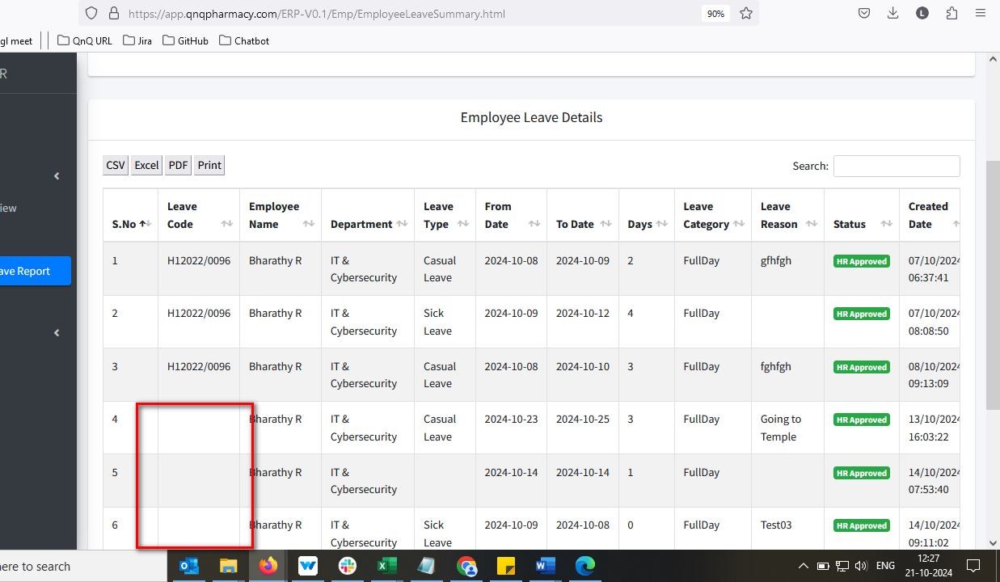 https://app.qnqpharmacy.com/ERP-V0.1/Emp/EmployeeLeaveSummary.html 90% L
gl meet QnQ URL Jira GitHub Chatbot
R
iew
ave Report
Employee Leave Details
CSV Excel PDF Print Search:
S.No Leave Code Employee Name Department Leave Type From Date To Date Days Leave Category Leave Reason Status Created Date
1 H12022/0096 Bharathy R IT & Cybersecurity Casual Leave 2024-10-08 2024-10-09 2 FullDay gfhfgh HR Approved 07/10/2024 06:37:41
2 H12022/0096 Bharathy R IT & Cybersecurity Sick Leave 2024-10-09 2024-10-12 4 FullDay HR Approved 07/10/2024 08:08:50
3 H12022/0096 Bharathy R IT & Cybersecurity 2024-10-08 2024-10-10 3 FullDay fghfgh HR Approved 08/10/2024 09:13:09
4 Bharathy R IT & Cybersecurity Casual Leave 2024-10-23 2024-10-25 3 FullDay Going to Temple HR Approved 13/10/2024 16:03:22
5 Bharathy R IT & Cybersecurity 2024-10-14 2024-10-14 1 FullDay HR Approved 14/10/2024 07:53:40
6 Bharathy R IT & Cybersecurity Sick Leave 2024-10-09 2024-10-08 0 FullDay Test03 HR Approved 14/10/2024 09:11:02
here to search ENG 12:27
21-10-2024